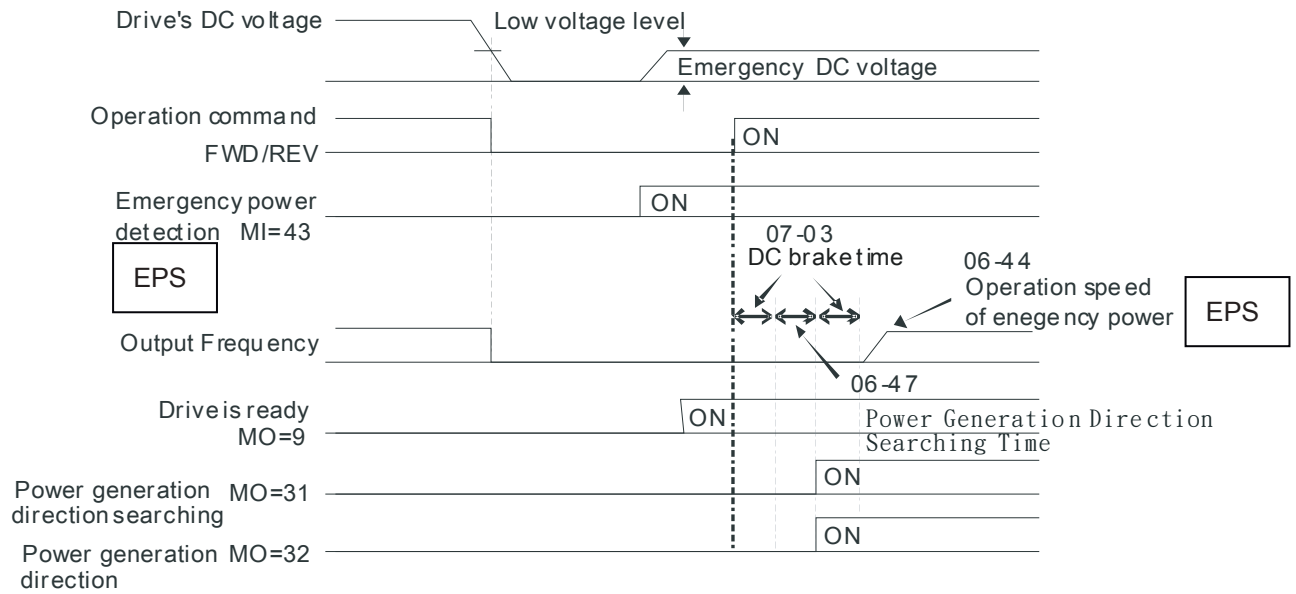 Drive's DC voltage
Low voltage level
Emergency DC voltage
Operation command
FWD/REV
ON
Emergency power
detection MI=43
ON
EPS
07-03
DC brake time
06-44
Operation speed
of enegency power
EPS
Output Frequency
06-47
Drive is ready
MO=9
ON
Power Generation Direction
Searching Time
Power generation MO=31
direction searching
ON
Power generation MO=32
direction
ON